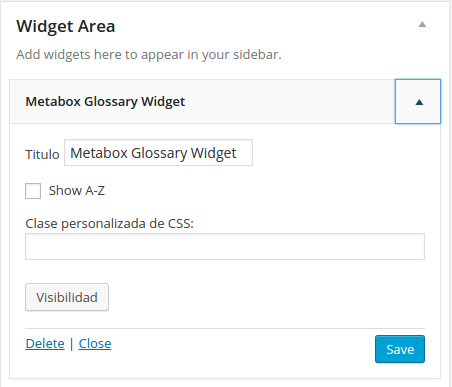 Widget Area
Add widgets here to appear in your sidebar.
Metabox Glossary Widget
Titulo Metabox Glossary Widget
Show A-Z
Clase personalizada de CSS:
Visibilidad
Delete | Close Save